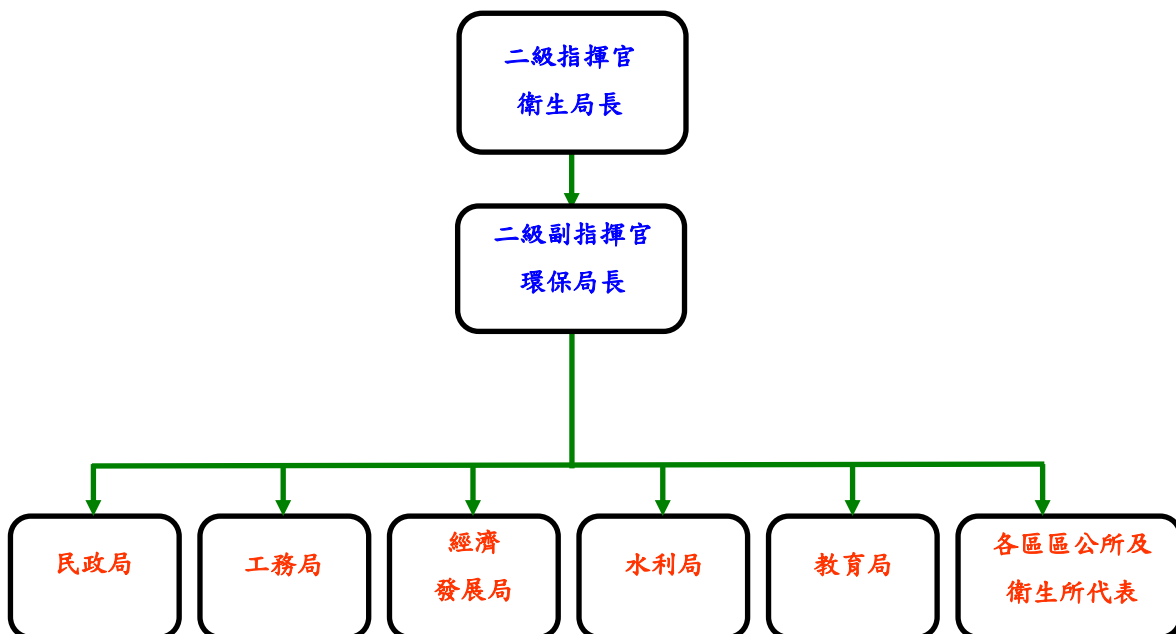 二級指揮官
衛生局長
二級副指揮官
環保局長
民政局
工務局
經濟
發展局
水利局
教育局
各區區公所及
衛生所代表